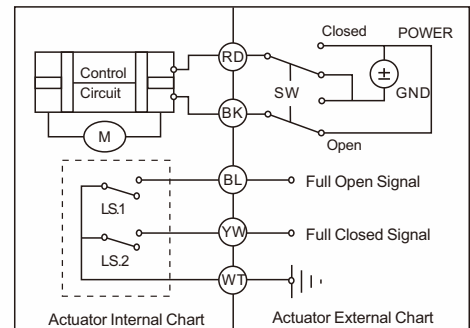 Closed POWER
RD
Control
Circuit
SW
±
GND
BK
M
Open
BL
Full Open Signal
LS.1
YW
Full Closed Signal
LS.2
WT
Actuator Internal Chart
Actuator External Chart